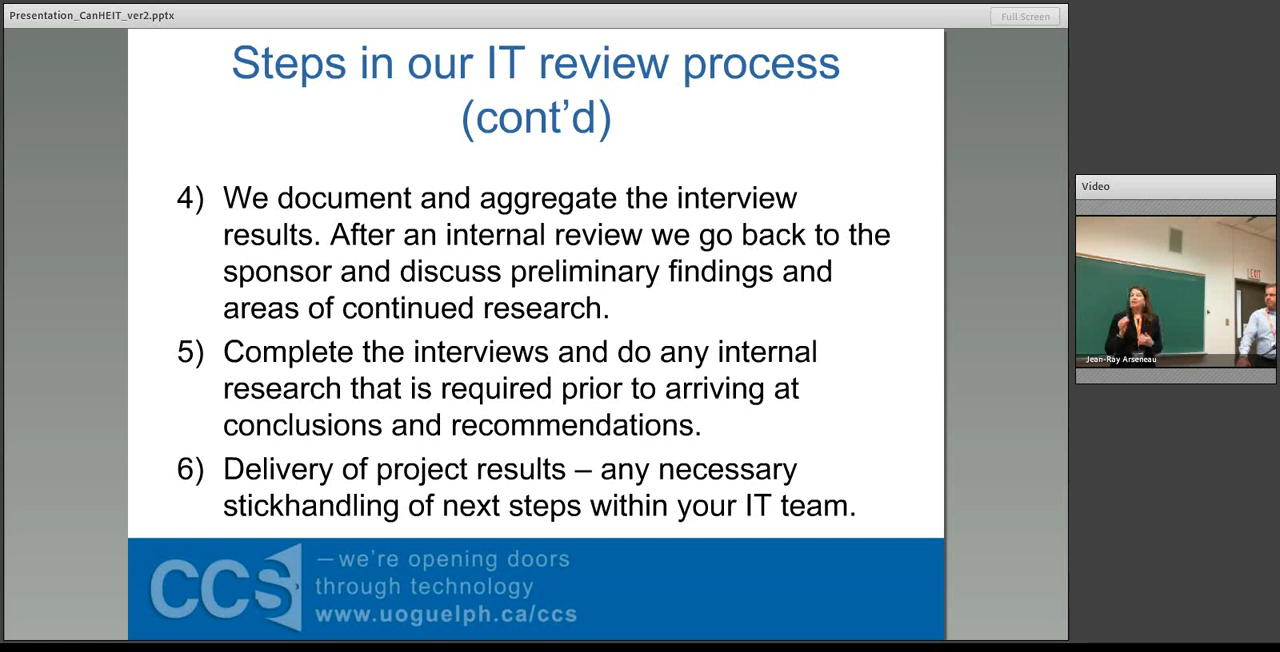 Presentation_CanHEIT_ver2.pptx
Full Screen
Steps in our IT review process
(cont’d)
4) We document and aggregate the interview
results. After an internal review we go back to the
sponsor and discuss preliminary findings and
areas of continued research.
5) Complete the interviews and do any internal
research that is required prior to arriving at
conclusions and recommendations.
6) Delivery of project results – any necessary
stickhandling of next steps within your IT team.
CCS
—we’re opening doors
through technology
www.uoguelph.ca/ccs
Video
EXIT
Jean-Ray Arseneau